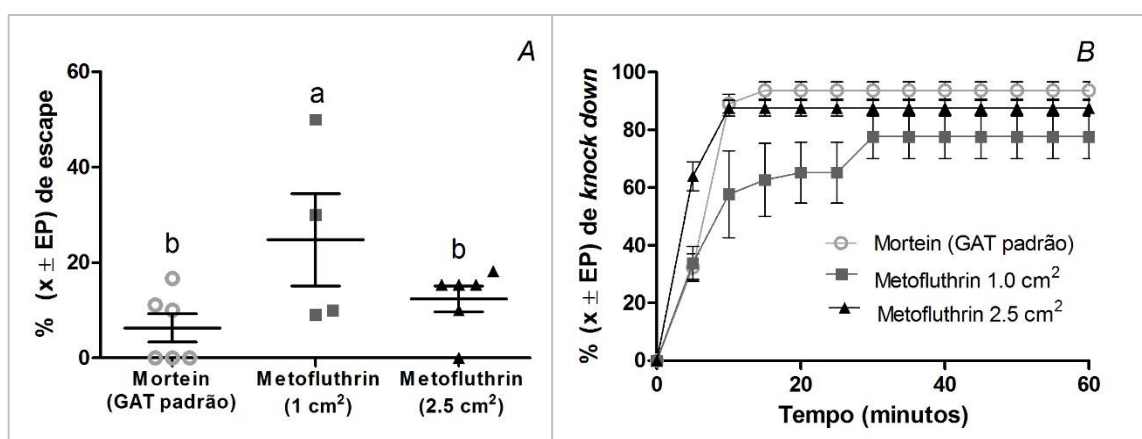 A
% (x ± EP) de escape
60
40
20
0
b
a
b
Mortein
(GAT padrão)
Metofluthrin
(1 cm²)
Metofluthrin
(2.5 cm²)
B
% (x ± EP) de knock down
100
80
60
40
20
0
Mortein (GAT padrão)
Metofluthrin 1.0 cm²
Metofluthrin 2.5 cm²
0
20
40
60
Tempo (minutos)